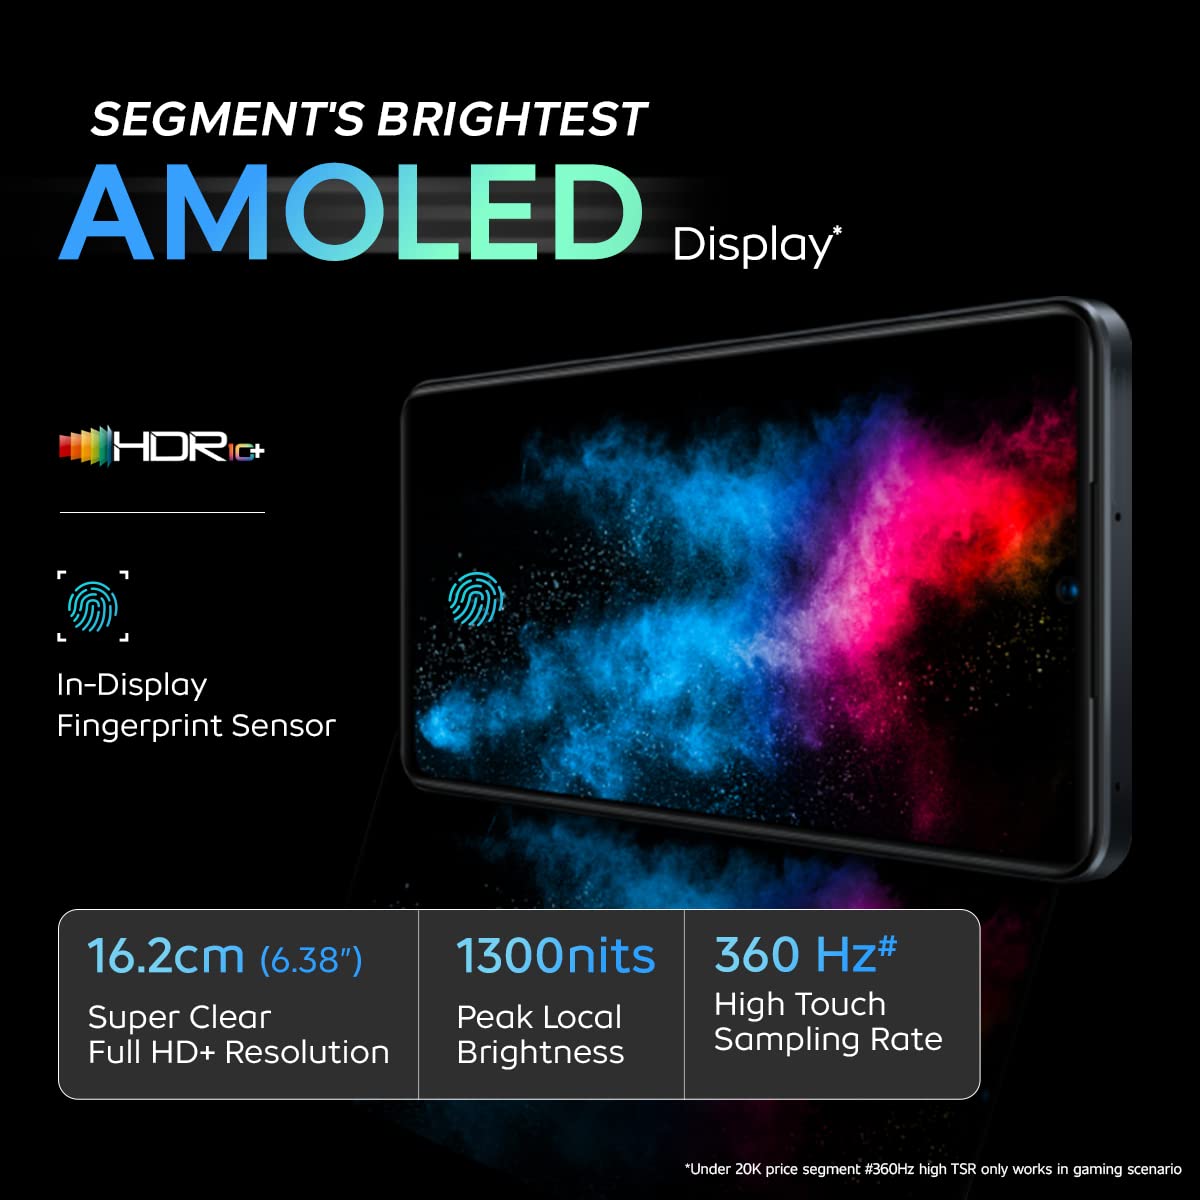 SEGMENT'S BRIGHTEST
AMOLED Display*
HDR10+
In-Display
Fingerprint Sensor
16.2cm (6.38″)
Super Clear
Full HD+ Resolution
1300nits
Peak Local
Brightness
360 Hz#
High Touch
Sampling Rate
*Under 20K price segment #360Hz high TSR only works in gaming scenario